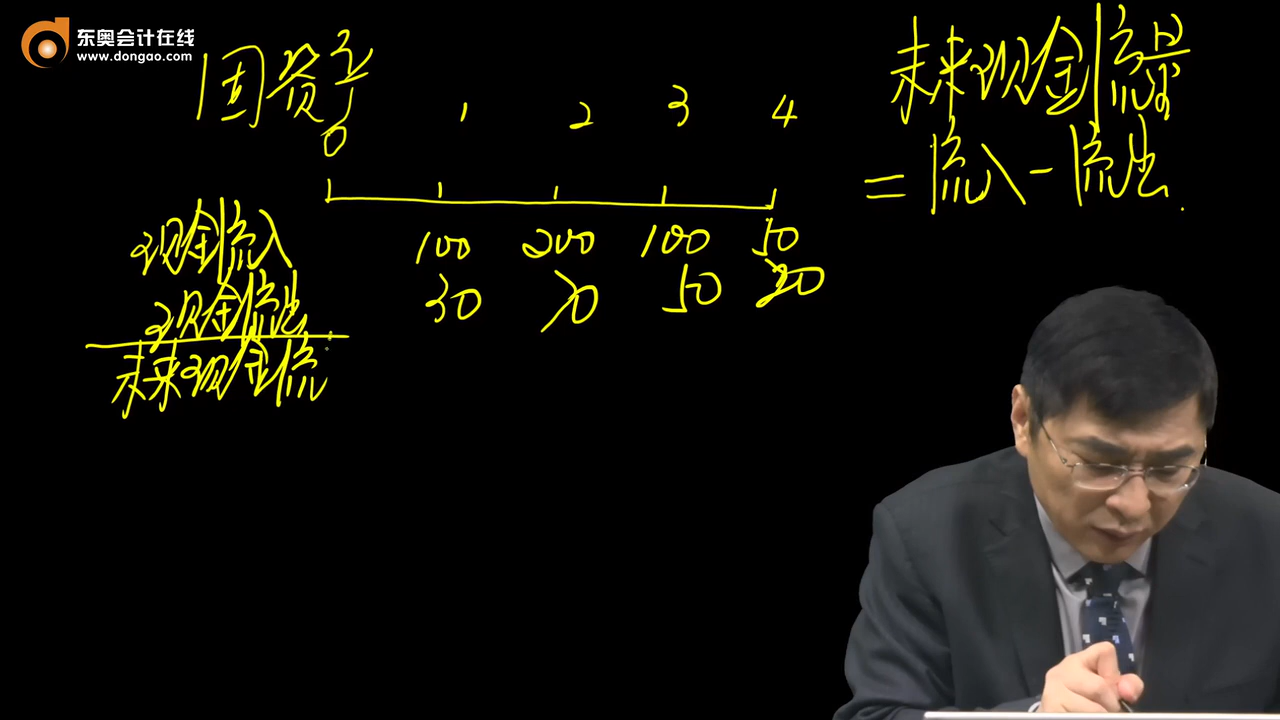 东奥会计在线
www.dongao.com
固资
0 1 2 3 4
未来现金流量
=流入-流出
现金流入 100 200 100 50
现金流出 30 70 50 20
未来现金流